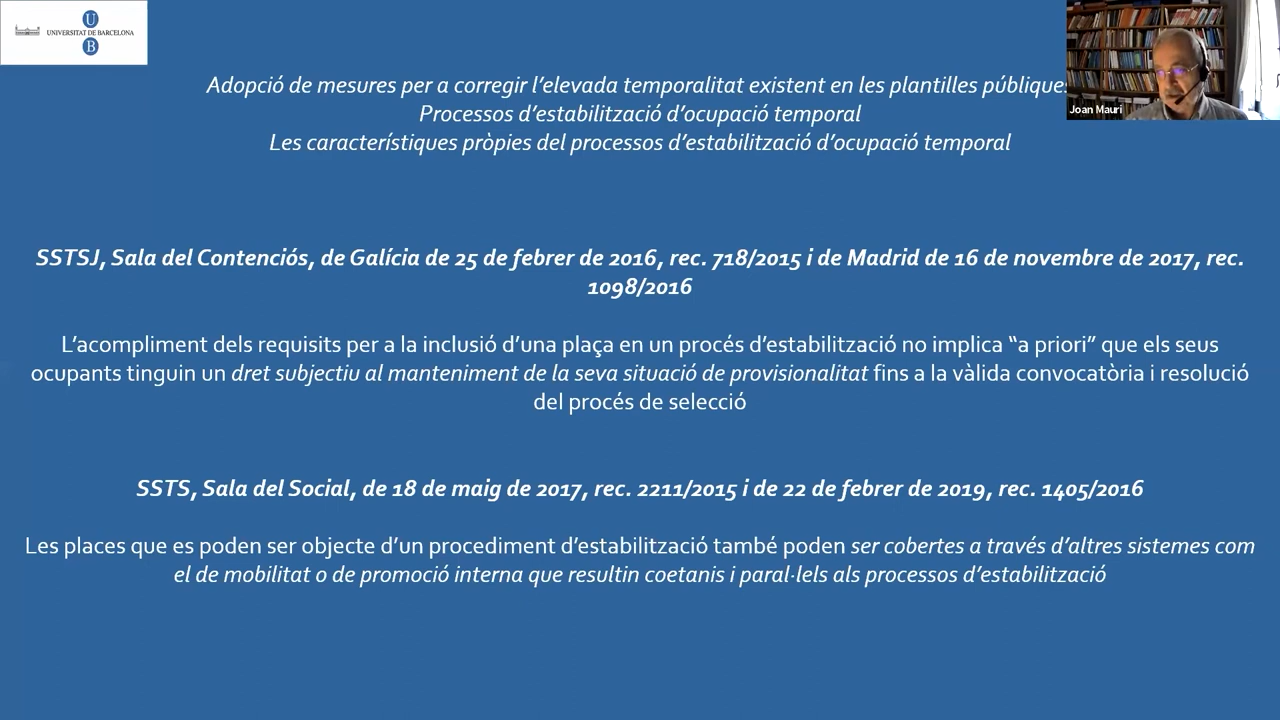 U
UNIVERSITAT DE BARCELONA
B
Joan Mauri
Adopció de mesures per a corregir l’elevada temporalitat existent en les plantilles públiques
Processos d’estabilització d’ocupació temporal
Les característiques pròpies del processos d’estabilització d’ocupació temporal
SSTSJ, Sala del Contenciós, de Galícia de 25 de febrer de 2016, rec. 718/2015 i de Madrid de 16 de novembre de 2017, rec.
1098/2016
L’acompliment dels requisits per a la inclusió d’una plaça en un procés d’estabilització no implica “a priori” que els seus
ocupants tinguin un dret subjectiu al manteniment de la seva situació de provisionalitat fins a la vàlida convocatòria i resolució
del procés de selecció
SSTS, Sala del Social, de 18 de maig de 2017, rec. 2211/2015 i de 22 de febrer de 2019, rec. 1405/2016
Les places que es poden ser objecte d’un procediment d’estabilització també poden ser cobertes a través d’altres sistemes com
el de mobilitat o de promoció interna que resultin coetanis i paral·lels als processos d’estabilització